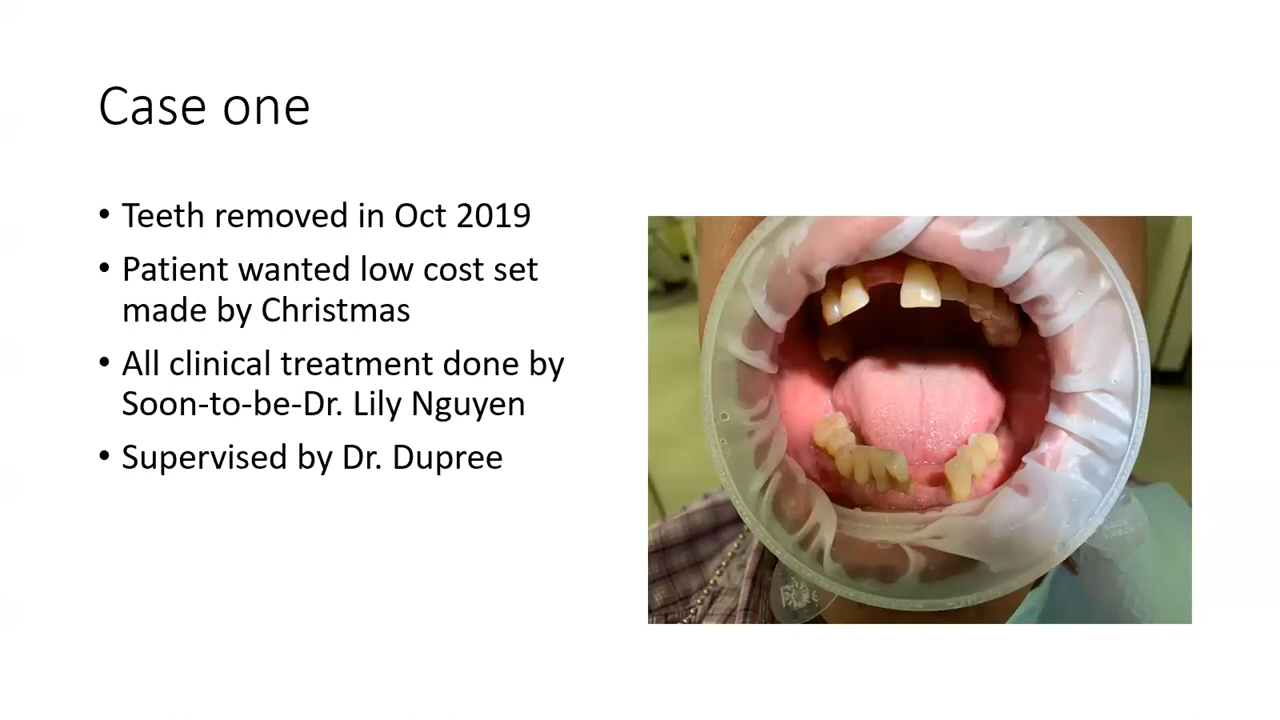 Case one
• Teeth removed in Oct 2019
• Patient wanted low cost set
made by Christmas
• All clinical treatment done by
Soon-to-be-Dr. Lily Nguyen
• Supervised by Dr. Dupree